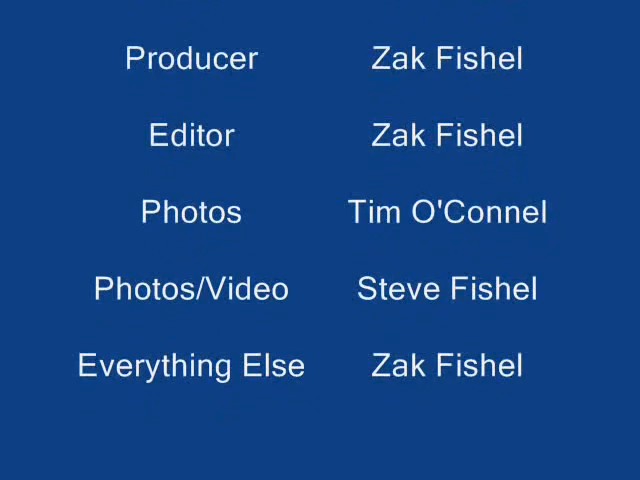 Producer Zak Fishel
Editor Zak Fishel
Photos Tim O'Connel
Photos/Video Steve Fishel
Everything Else Zak Fishel